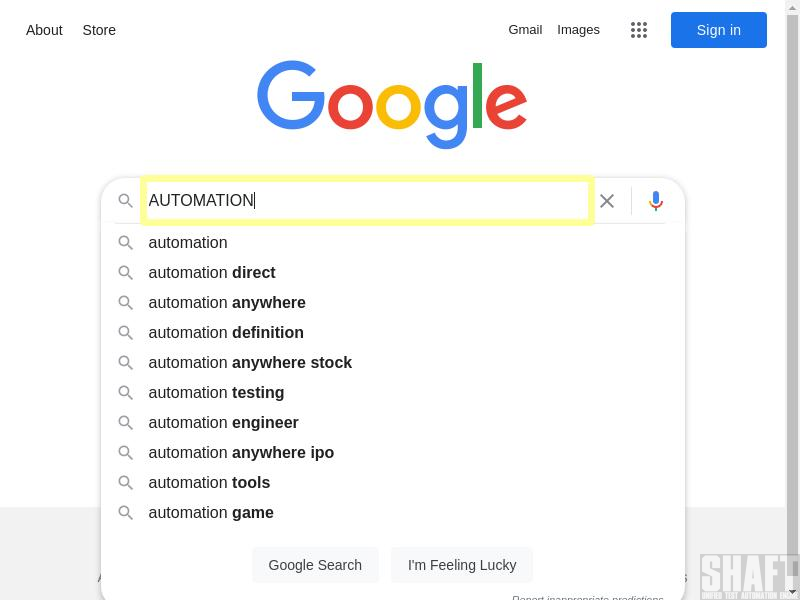 About Store Gmail Images Sign in
Google
AUTOMATION
automation
automation direct
automation anywhere
automation definition
automation anywhere stock
automation testing
automation engineer
automation anywhere ipo
automation tools
automation game
Google Search I'm Feeling Lucky
Report inappropriate predictions
SHAFT